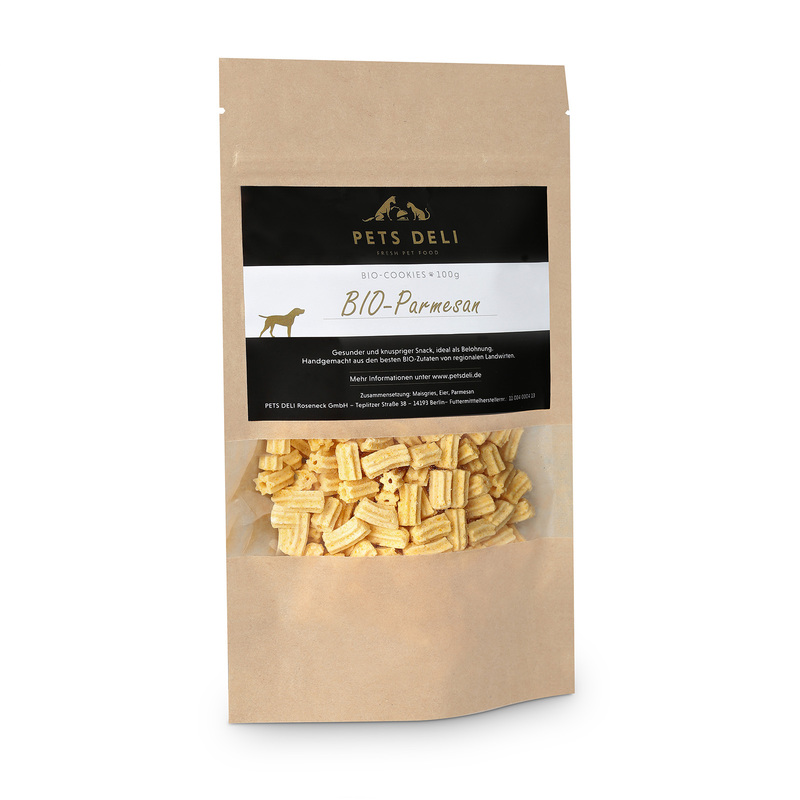 PETS DELI
FRESH PET FOOD
BIO-COOKIES 100g
BIO-Parmesan
Gesunder und knuspriger Snack, ideal als Belohnung.
Handgemacht aus den besten BIO-Zutaten von regionalen Landwirten.
Mehr Informationen unter www.petsdeli.de
Zusammensetzung: Maisgries, Eier, Parmesan
PETS DELI Roseneck GmbH – Teplitzer Straße 38 – 14193 Berlin– Futtermittelherstellernr.